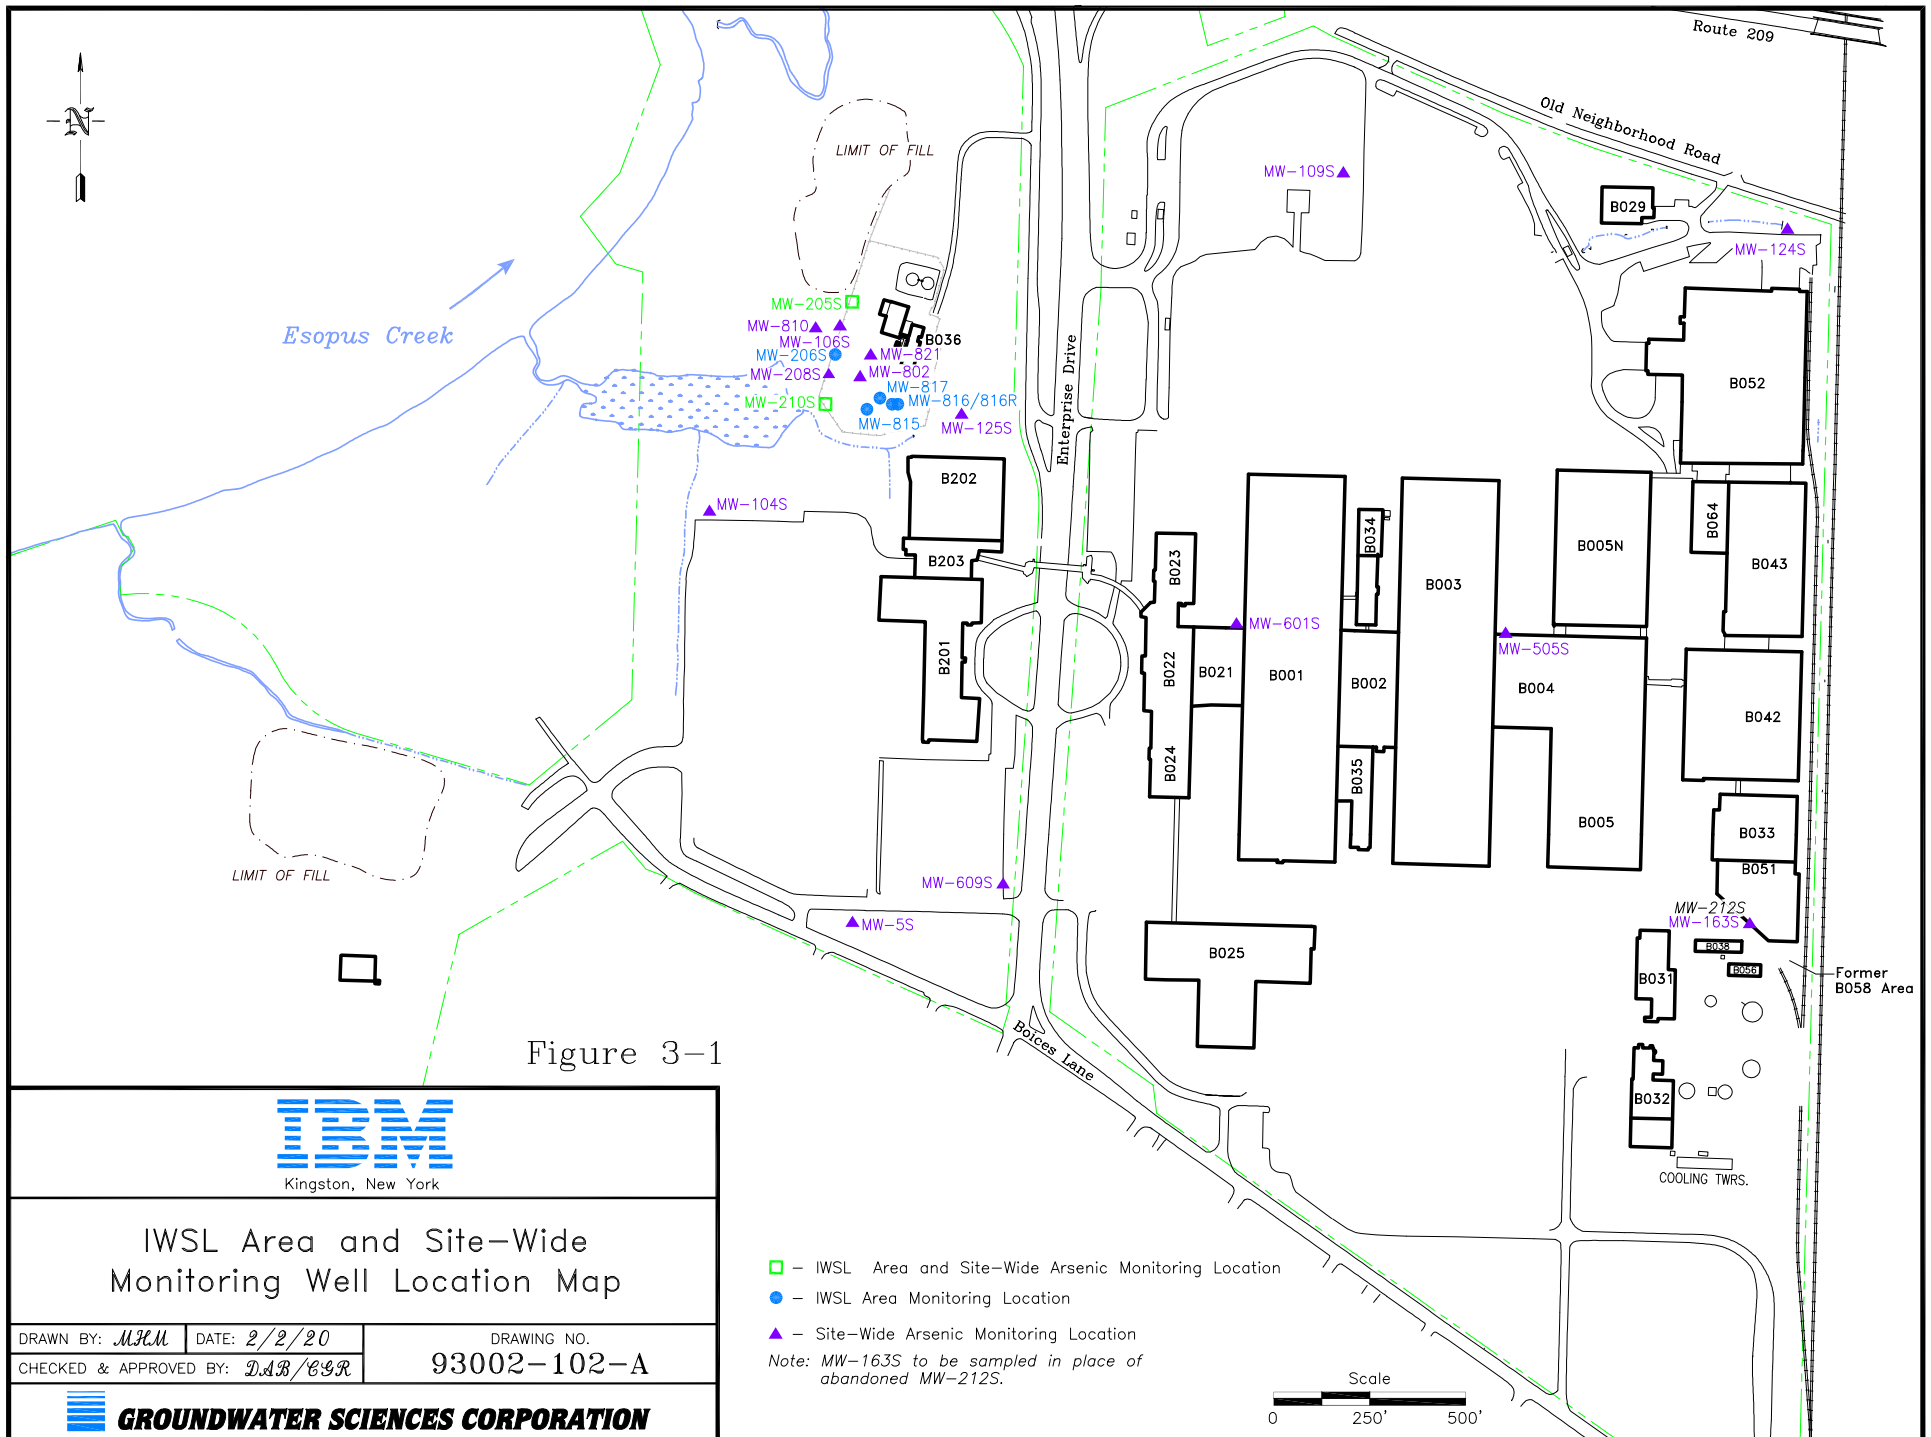 Route 209
Old Neighborhood Road
N
LIMIT OF FILL
MW-109S
B029
MW-124S
MW-205S
MW-810
MW-106S
B036
Esopus Creek
MW-206S
MW-821
MW-208S
MW-802
MW-817
MW-210S
MW-816/816R
MW-815
MW-125S
Enterprise Drive
B052
B202
MW-104S
B203
B201
B023
B022
B024
B021
MW-601S
B001
B034
B002
B035
B003
MW-505S
B004
B005
B005N
B064
B043
B042
B033
B051
MW-212S
MW-163S
B038
B056
B031
Former
B058 Area
B032
COOLING TWRS.
LIMIT OF FILL
MW-609S
MW-5S
B025
Boices Lane
Figure 3-1
IBM
Kingston, New York
IWSL Area and Site-Wide
Monitoring Well Location Map
DRAWN BY: MHM
DATE: 2/2/20
CHECKED & APPROVED BY: DAB/CGR
DRAWING NO.
93002-102-A
GROUNDWATER SCIENCES CORPORATION
- IWSL Area and Site-Wide Arsenic Monitoring Location
- IWSL Area Monitoring Location
- Site-Wide Arsenic Monitoring Location
Note: MW-163S to be sampled in place of
abandoned MW-212S.
Scale
0 250' 500'